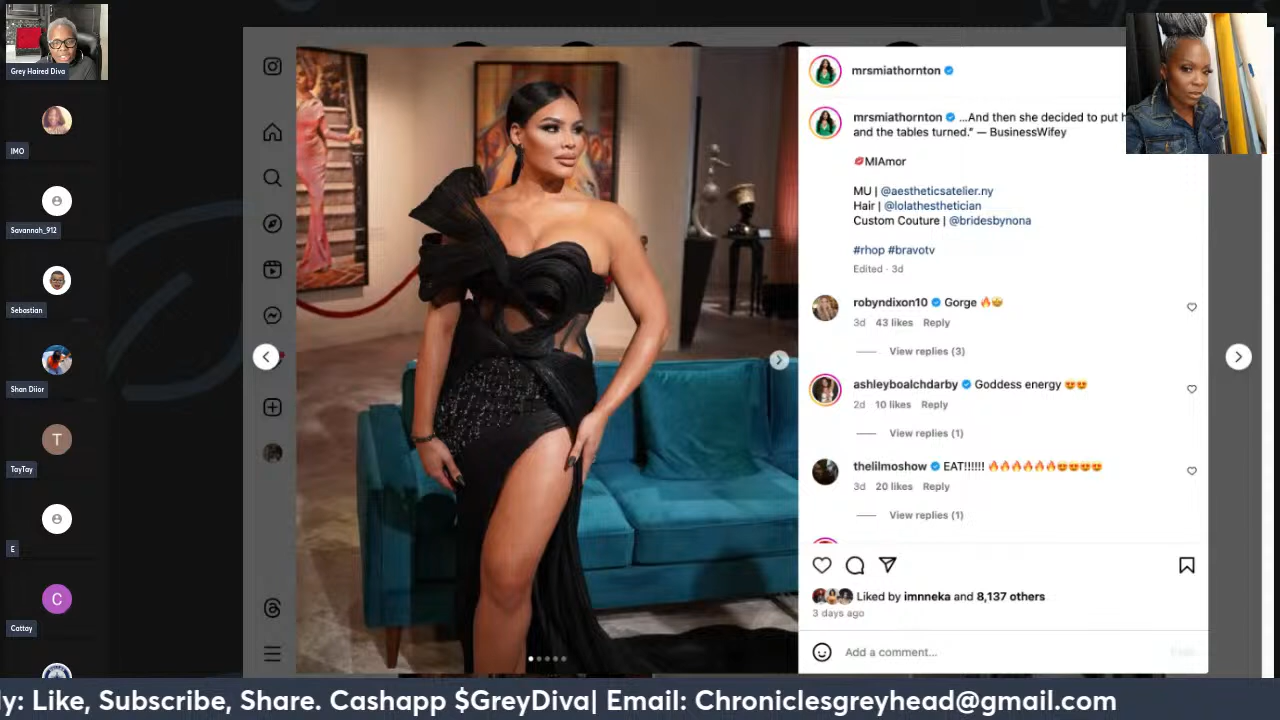 Grey Haired Diva
IMO
Savannah_912
Sebastian
Shan Diior
T
TayTay
E
C
Cattay
mrsmiathornton
mrsmiathornton …And then she decided to put
and the tables turned.” — BusinessWifey
💋MIAmor
MU | @aestheticsatelier.ny
Hair | @lolathesthetician
Custom Couture | @bridesbynona
#rhop #bravotv
Edited · 3d
robyndixon10 Gorge 🔥🤩
3d 43 likes Reply
View replies (3)
ashleyboalchdarby Goddess energy 😍😍
2d 10 likes Reply
View replies (1)
thelilmoshow EAT!!!!!! 🔥🔥🔥🔥🔥🔥😍😍😍😍
3d 20 likes Reply
View replies (1)
Liked by imnneka and 8,137 others
3 days ago
Add a comment...
ly: Like, Subscribe, Share. Cashapp $GreyDiva| Email: Chroniclesgreyhead@gmail.com